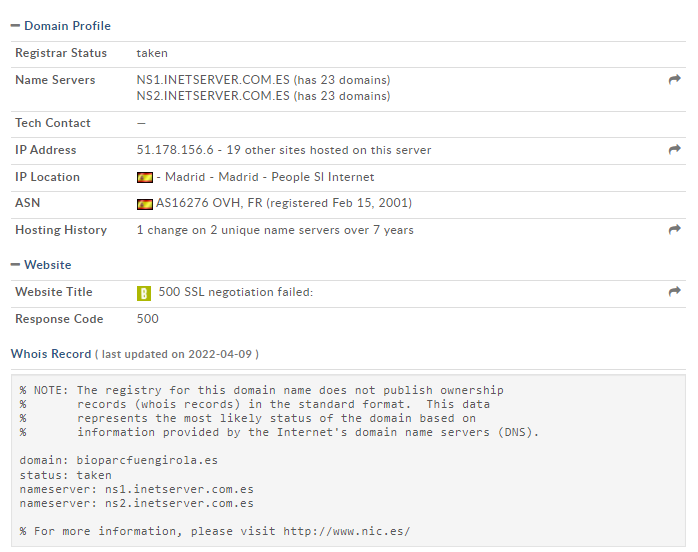 Domain Profile
Registrar Status taken
Name Servers NS1.INETSERVER.COM.ES (has 23 domains)
NS2.INETSERVER.COM.ES (has 23 domains)
Tech Contact —
IP Address 51.178.156.6 - 19 other sites hosted on this server
IP Location - Madrid - Madrid - People Sl Internet
ASN AS16276 OVH, FR (registered Feb 15, 2001)
Hosting History 1 change on 2 unique name servers over 7 years
Website
Website Title B 500 SSL negotiation failed:
Response Code 500
Whois Record ( last updated on 2022-04-09 )
% NOTE: The registry for this domain name does not publish ownership
% records (whois records) in the standard format. This data
% represents the most likely status of the domain based on
% information provided by the Internet's domain name servers (DNS).
domain: bioparcfuengirola.es
status: taken
nameserver: ns1.inetserver.com.es
nameserver: ns2.inetserver.com.es
% For more information, please visit http://www.nic.es/